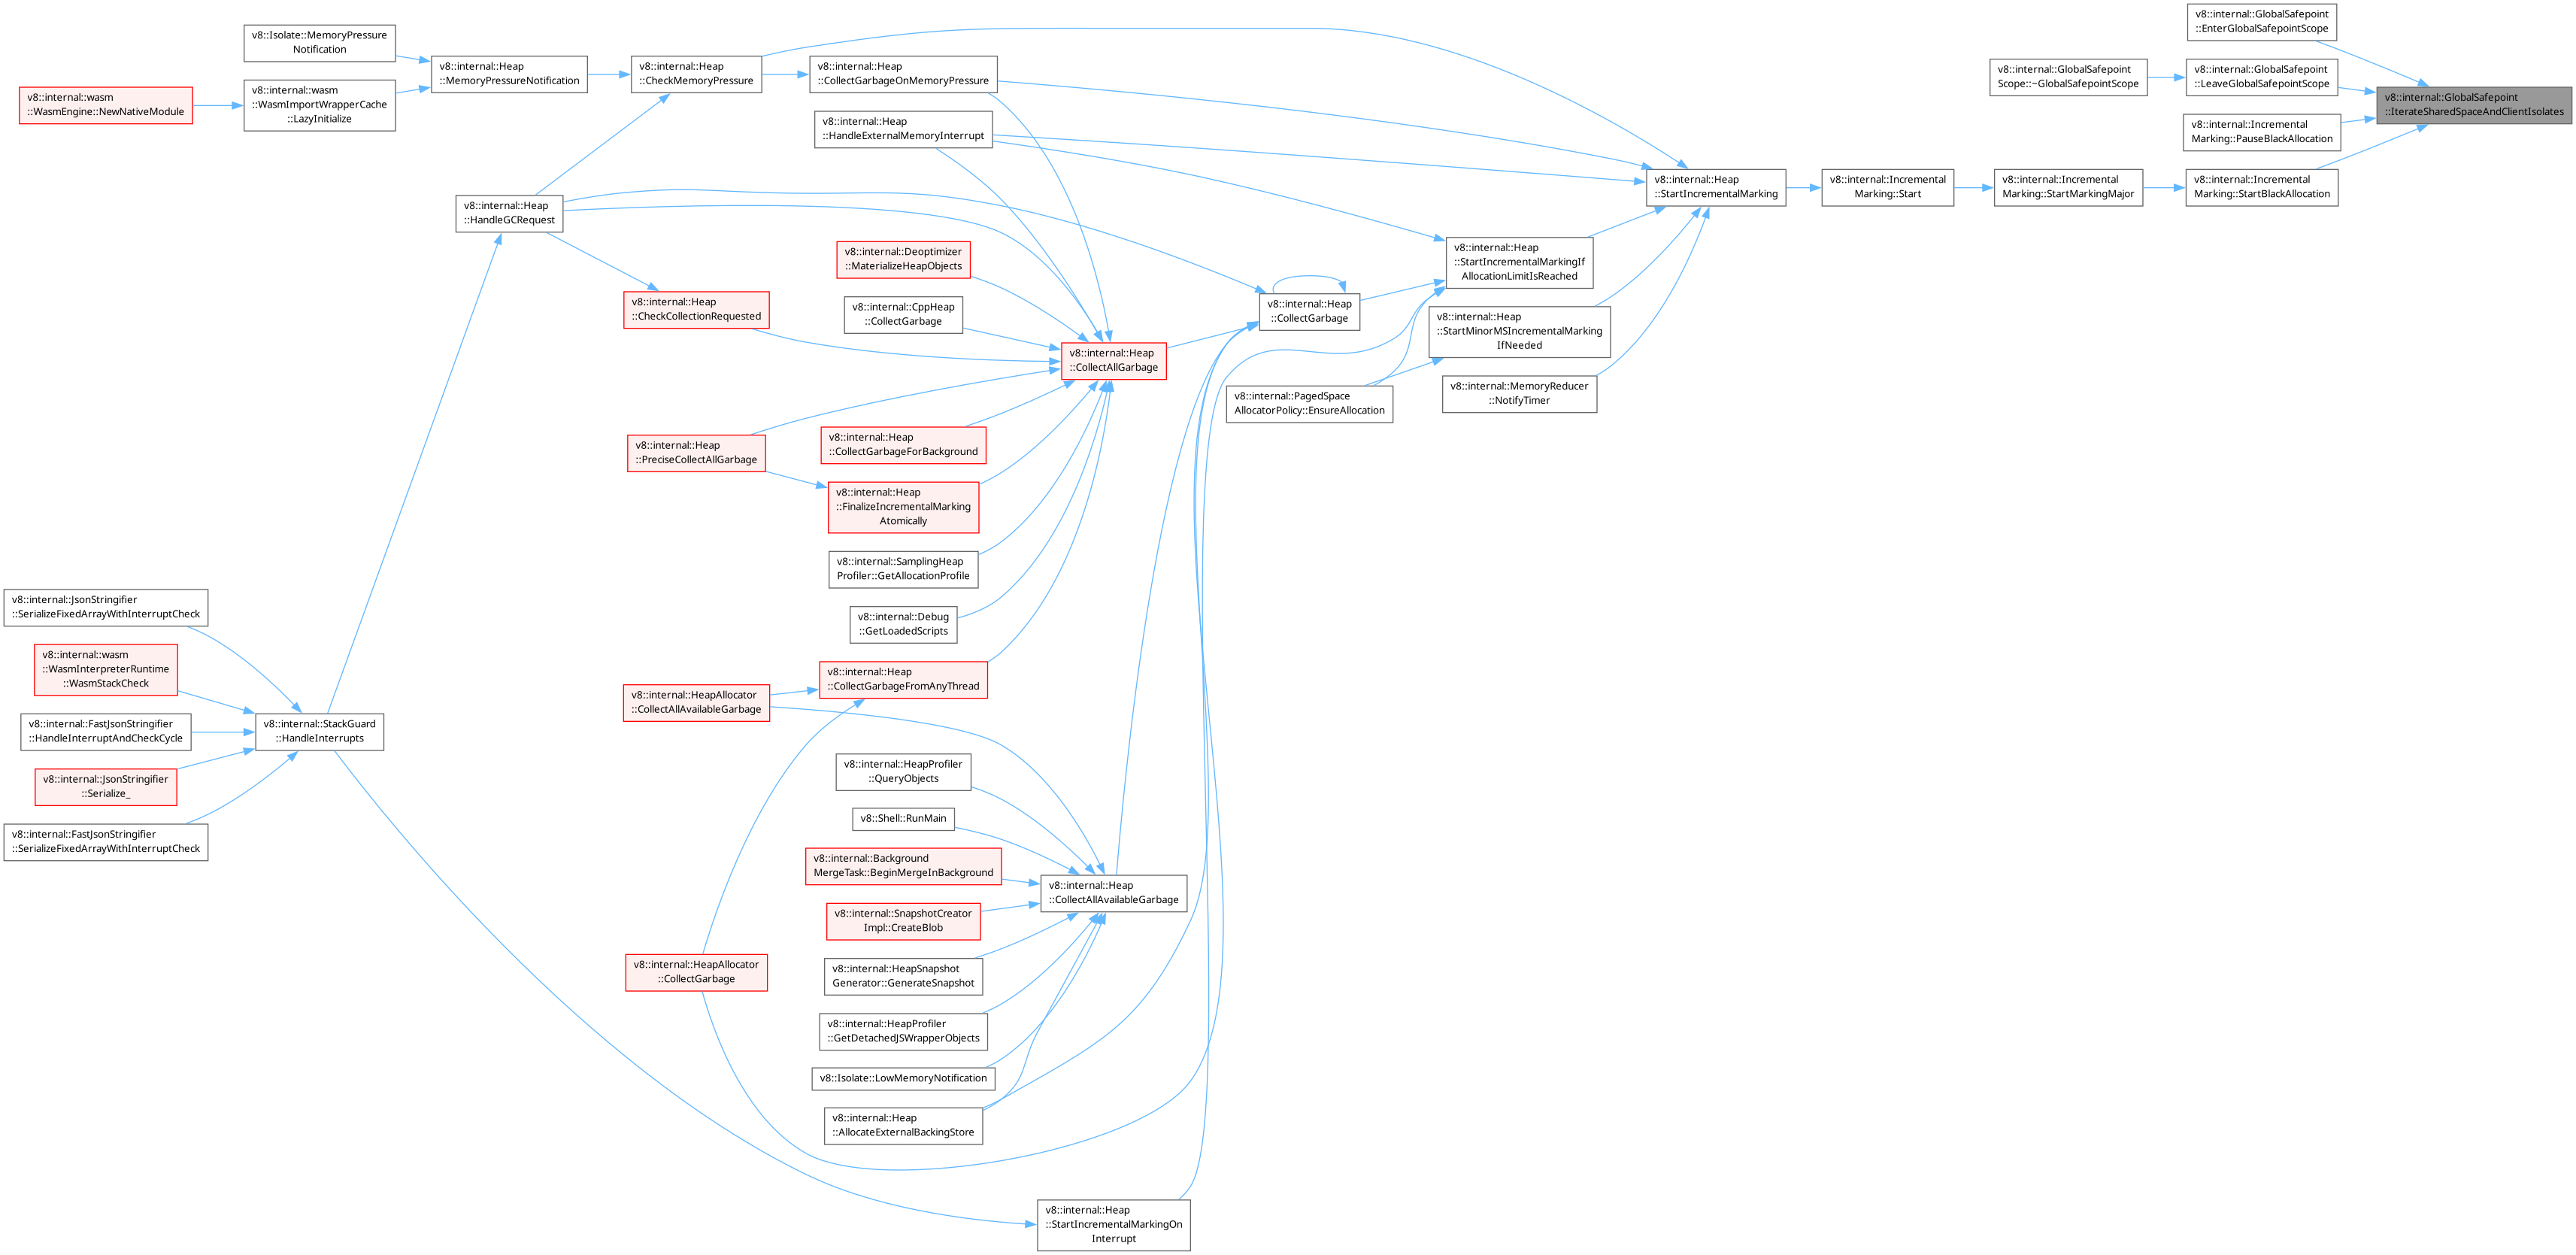 v8::Isolate::MemoryPressure
Notification
v8::internal::wasm
::WasmEngine::NewNativeModule
v8::internal::wasm
::WasmImportWrapperCache
::LazyInitialize
v8::internal::Heap
::MemoryPressureNotification
v8::internal::Heap
::CheckMemoryPressure
v8::internal::Heap
::CollectGarbageOnMemoryPressure
v8::internal::Heap
::HandleExternalMemoryInterrupt
v8::internal::GlobalSafepoint
::EnterGlobalSafepointScope
v8::internal::GlobalSafepoint
Scope::~GlobalSafepointScope
v8::internal::GlobalSafepoint
::LeaveGlobalSafepointScope
v8::internal::GlobalSafepoint
::IterateSharedSpaceAndClientIsolates
v8::internal::Incremental
Marking::PauseBlackAllocation
v8::internal::Heap
::StartIncrementalMarking
v8::internal::Incremental
Marking::Start
v8::internal::Incremental
Marking::StartMarkingMajor
v8::internal::Incremental
Marking::StartBlackAllocation
v8::internal::Heap
::HandleGCRequest
v8::internal::Deoptimizer
::MaterializeHeapObjects
v8::internal::Heap
::StartIncrementalMarkingIf
AllocationLimitIsReached
v8::internal::Heap
::CheckCollectionRequested
v8::internal::CppHeap
::CollectGarbage
v8::internal::Heap
::CollectGarbage
v8::internal::Heap
::StartMinorMSIncrementalMarking
IfNeeded
v8::internal::Heap
::CollectAllGarbage
v8::internal::PagedSpace
AllocatorPolicy::EnsureAllocation
v8::internal::MemoryReducer
::NotifyTimer
v8::internal::Heap
::PreciseCollectAllGarbage
v8::internal::Heap
::CollectGarbageForBackground
v8::internal::Heap
::FinalizeIncrementalMarking
Atomically
v8::internal::SamplingHeap
Profiler::GetAllocationProfile
v8::internal::Debug
::GetLoadedScripts
v8::internal::JsonStringifier
::SerializeFixedArrayWithInterruptCheck
v8::internal::wasm
::WasmInterpreterRuntime
::WasmStackCheck
v8::internal::FastJsonStringifier
::HandleInterruptAndCheckCycle
v8::internal::JsonStringifier
::Serialize_
v8::internal::FastJsonStringifier
::SerializeFixedArrayWithInterruptCheck
v8::internal::StackGuard
::HandleInterrupts
v8::internal::HeapAllocator
::CollectAllAvailableGarbage
v8::internal::Heap
::CollectGarbageFromAnyThread
v8::internal::HeapProfiler
::QueryObjects
v8::Shell::RunMain
v8::internal::Background
MergeTask::BeginMergeInBackground
v8::internal::Heap
::CollectAllAvailableGarbage
v8::internal::SnapshotCreator
Impl::CreateBlob
v8::internal::HeapAllocator
::CollectGarbage
v8::internal::HeapSnapshot
Generator::GenerateSnapshot
v8::internal::HeapProfiler
::GetDetachedJSWrapperObjects
v8::Isolate::LowMemoryNotification
v8::internal::Heap
::AllocateExternalBackingStore
v8::internal::Heap
::StartIncrementalMarkingOn
Interrupt